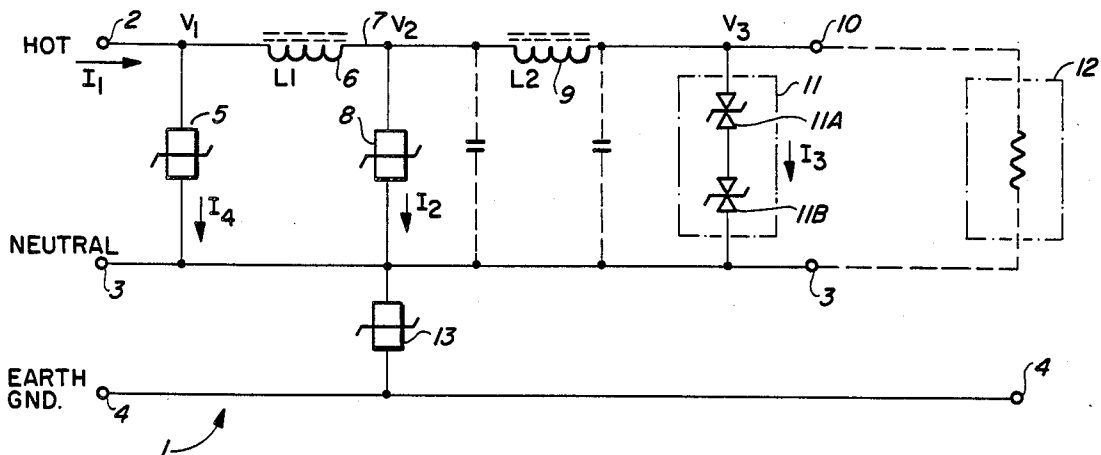 2 V1 7 V2 V3 10
HOT
I1 L1 6 L2 9 11 12
5 8 11A
I3
I4 I2 11B
NEUTRAL
3 3
13
EARTH
GND.
4 4
1